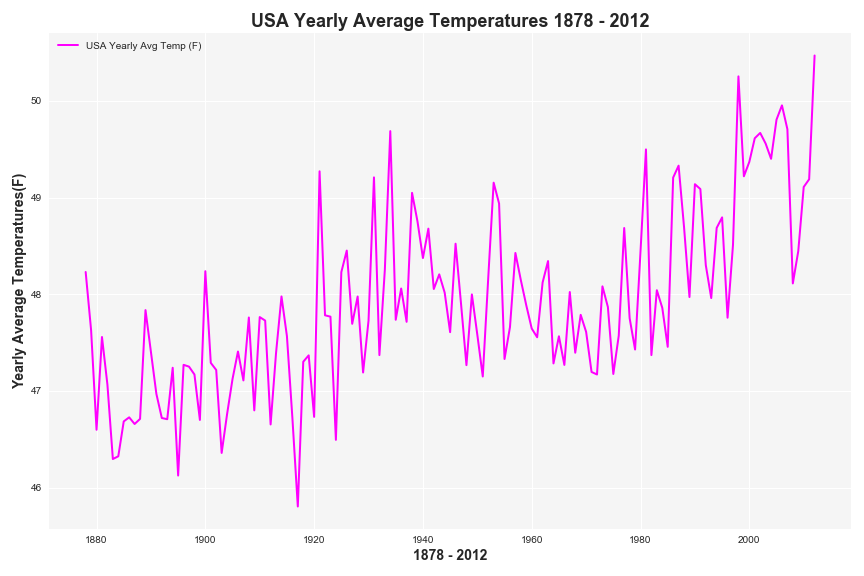 USA Yearly Average Temperatures 1878 - 2012
USA Yearly Avg Temp (F)
Yearly Average Temperatures(F)
50
49
48
47
46
1880 1900 1920 1940 1960 1980 2000
1878 - 2012